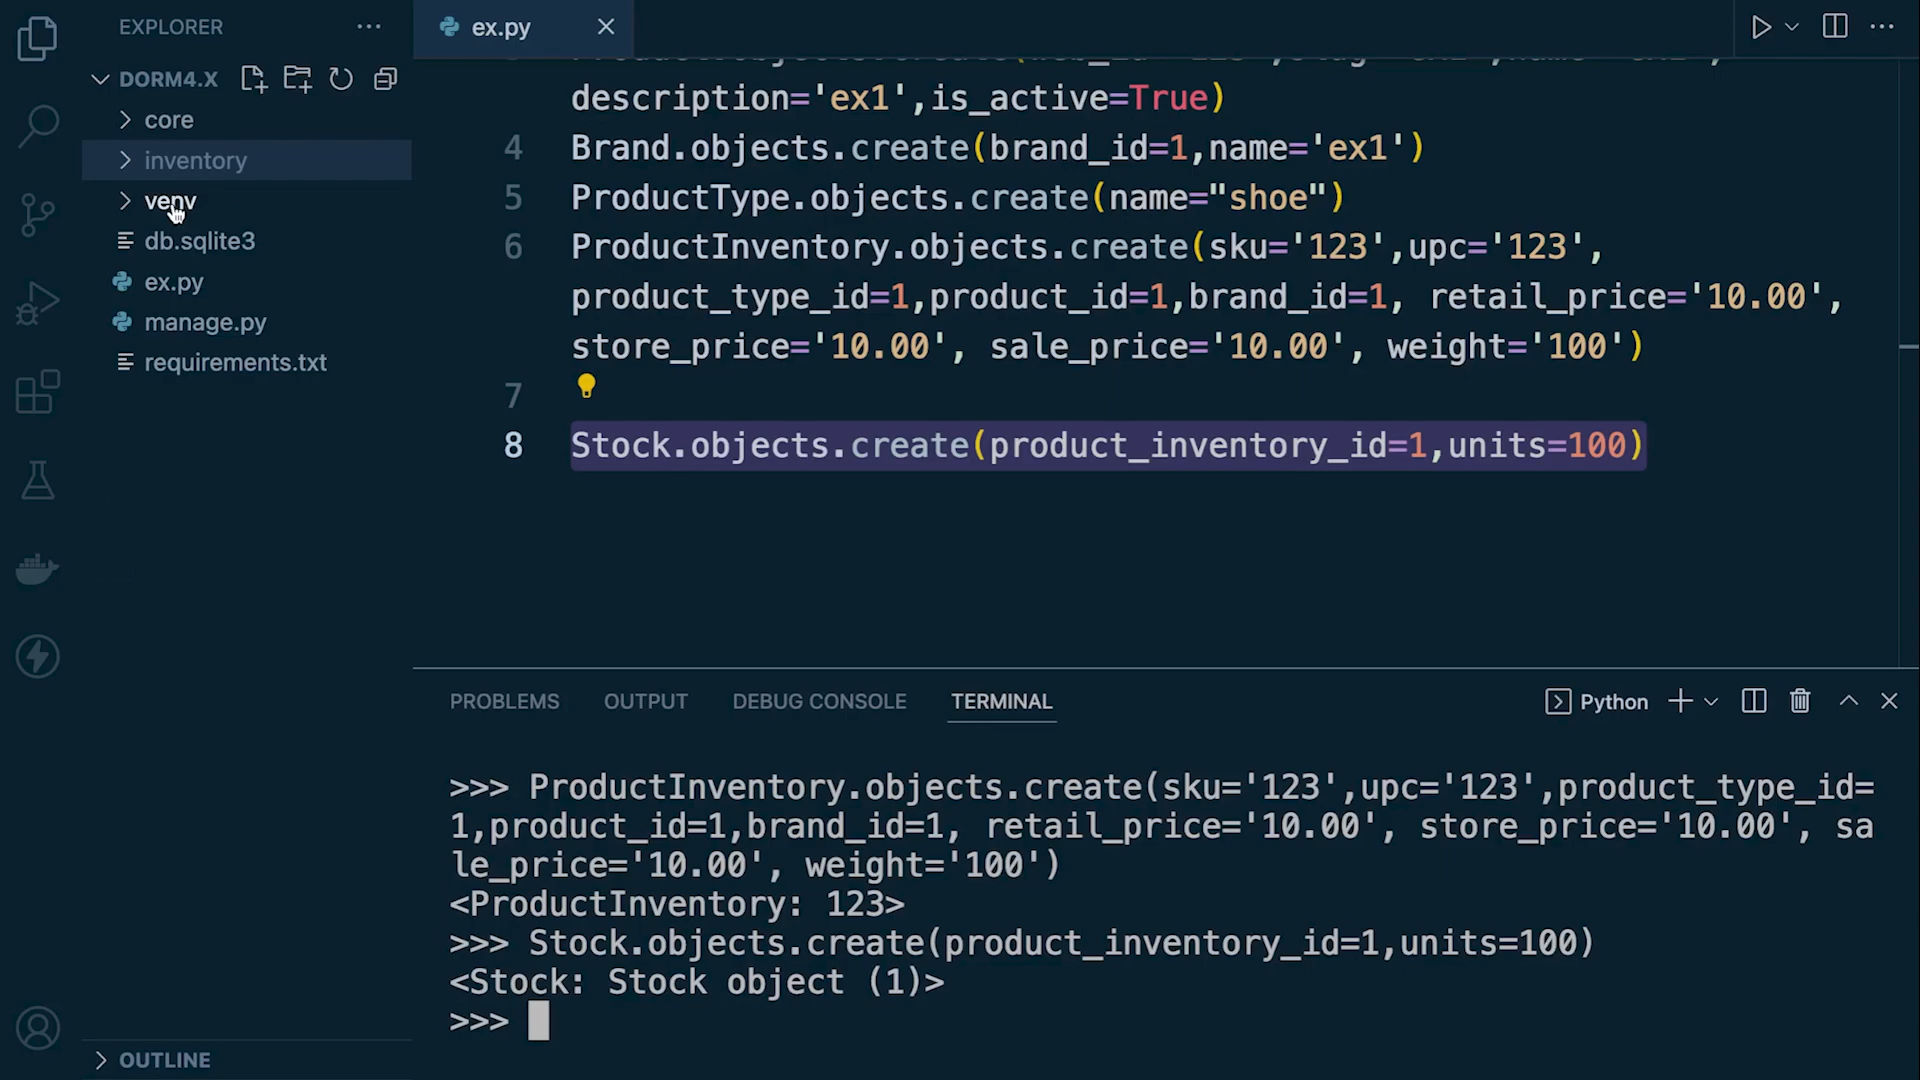 EXPLORER
DORM4.X
core
inventory
venv
db.sqlite3
ex.py
manage.py
requirements.txt
OUTLINE
ex.py
description='ex1',is_active=True)
4 Brand.objects.create(brand_id=1,name='ex1')
5 ProductType.objects.create(name="shoe")
6 ProductInventory.objects.create(sku='123',upc='123',
product_type_id=1,product_id=1,brand_id=1, retail_price='10.00',
store_price='10.00', sale_price='10.00', weight='100')
7
8 Stock.objects.create(product_inventory_id=1,units=100)
PROBLEMS OUTPUT DEBUG CONSOLE TERMINAL Python
>>> ProductInventory.objects.create(sku='123',upc='123',product_type_id=
1,product_id=1,brand_id=1, retail_price='10.00', store_price='10.00', sa
le_price='10.00', weight='100')
<ProductInventory: 123>
>>> Stock.objects.create(product_inventory_id=1,units=100)
<Stock: Stock object (1)>
>>>